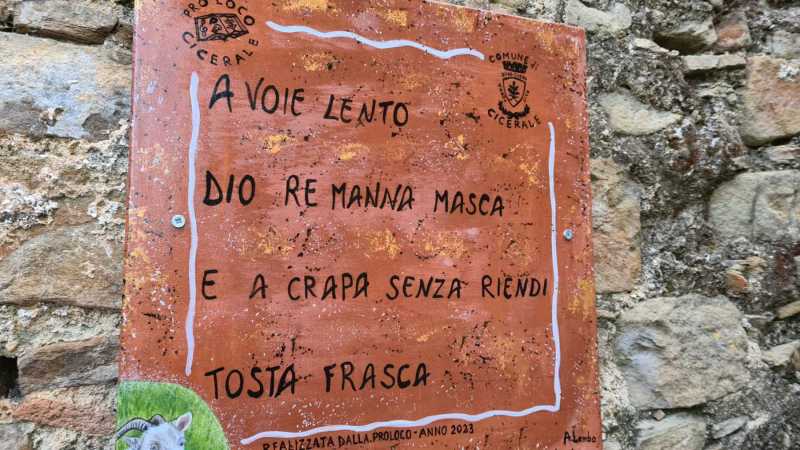 PRO LOCO
CICERALE
COMUNE di
CICERALE
A VOIE LENTO
DIO RE MANNA MASCA
E A CRAPA SENZA RIENDI
TOSTA FRASCA
REALIZZATA DALLA PROLOCO - ANNO 2023
A. Lembo